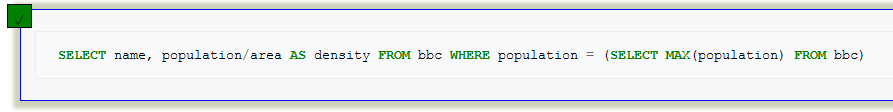 SELECT name, population/area AS density FROM bbc WHERE population = (SELECT MAX(population) FROM bbc)